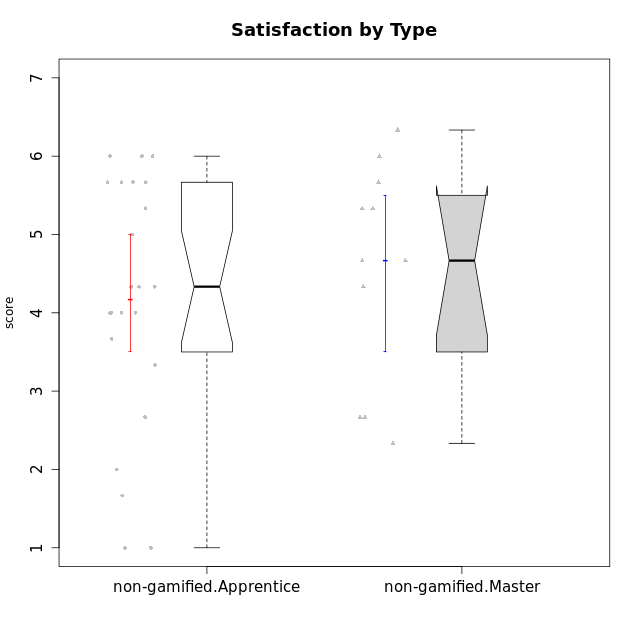 Satisfaction by Type
score
7
6
5
4
3
2
1
non-gamified.Apprentice
non-gamified.Master